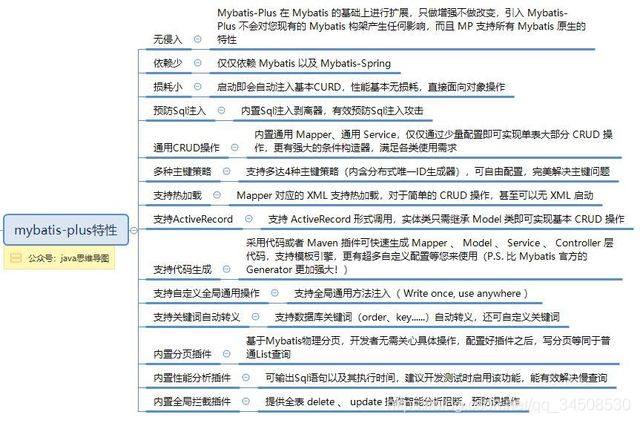 Mybatis-Plus 在 Mybatis 的基础上进行扩展，只做增强不做改变，引入 Mybatis-
无侵入
Plus 不会对您现有的 Mybatis 构架产生任何影响，而且 MP 支持所有 Mybatis 原生的
特性
依赖少
仅仅依赖 Mybatis 以及 Mybatis-Spring
损耗小
启动即会自动注入基本CURD，性能基本无损耗，直接面向对象操作
预防Sql注入
内置Sql注入剥离器，有效预防Sql注入攻击
通用CRUD操作
内置通用 Mapper、通用 Service，仅仅通过少量配置即可实现单表大部分 CRUD 操
作，更有强大的条件构造器，满足各类使用需求
多种主键策略
支持多达4种主键策略（内含分布式唯一ID生成器），可自由配置，完美解决主键问题
支持热加载
Mapper 对应的 XML 支持热加载，对于简单的 CRUD 操作，甚至可以无 XML 启动
mybatis-plus特性
公众号：java思维导图
支持ActiveRecord
支持 ActiveRecord 形式调用，实体类只需继承 Model 类即可实现基本 CRUD 操作
支持代码生成
采用代码或者 Maven 插件可快速生成 Mapper 、 Model 、 Service 、 Controller 层
代码，支持模板引擎，更有超多自定义配置等您来使用（P.S. 比 Mybatis 官方的
Generator 更加强大！）
支持自定义全局通用操作
支持全局通用方法注入（ Write once, use anywhere ）
支持关键词自动转义
支持数据库关键词（order、key......）自动转义，还可自定义关键词
内置分页插件
基于Mybatis物理分页，开发者无需关心具体操作，配置好插件之后，写分页等同于普
通List查询
内置性能分析插件
可输出Sql语句以及其执行时间，建议开发测试时启用该功能，能有效解决慢查询
内置全局拦截插件
提供全表 delete 、 update 操作智能分析阻断，预防误操作
https://blog.csdn.net/qq_34508530